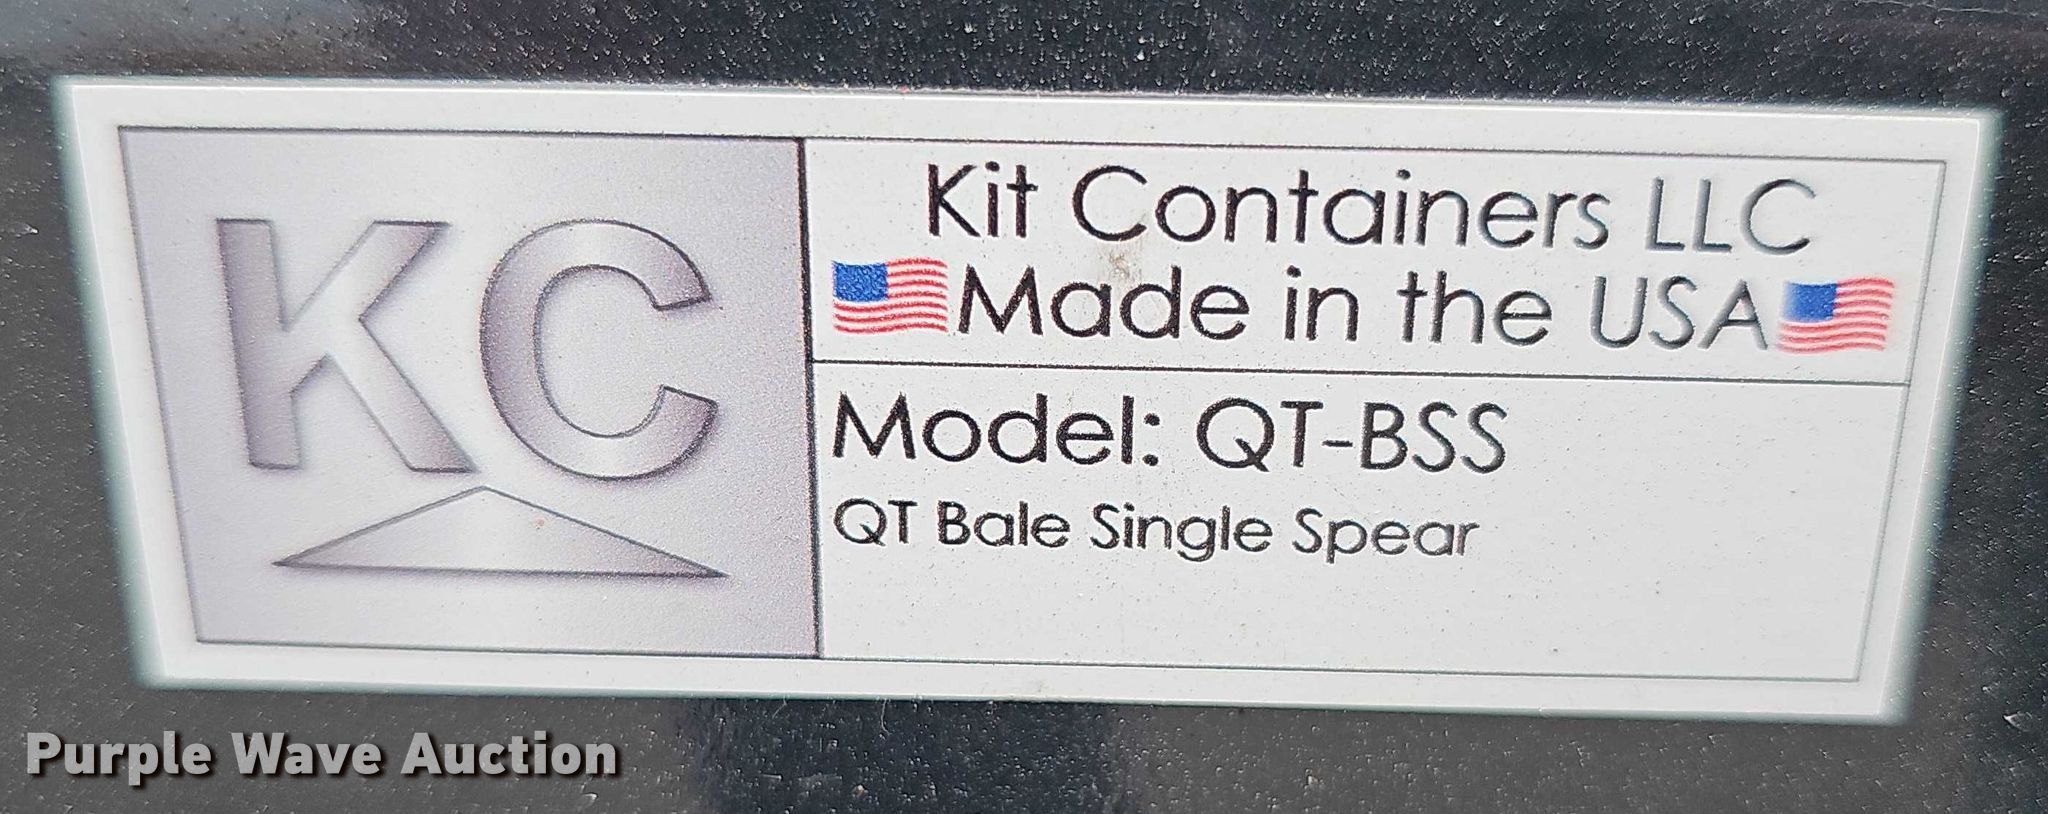 KC
Kit Containers LLC
Made in the USA
Model: QT-BSS
QT Bale Single Spear
Purple Wave Auction